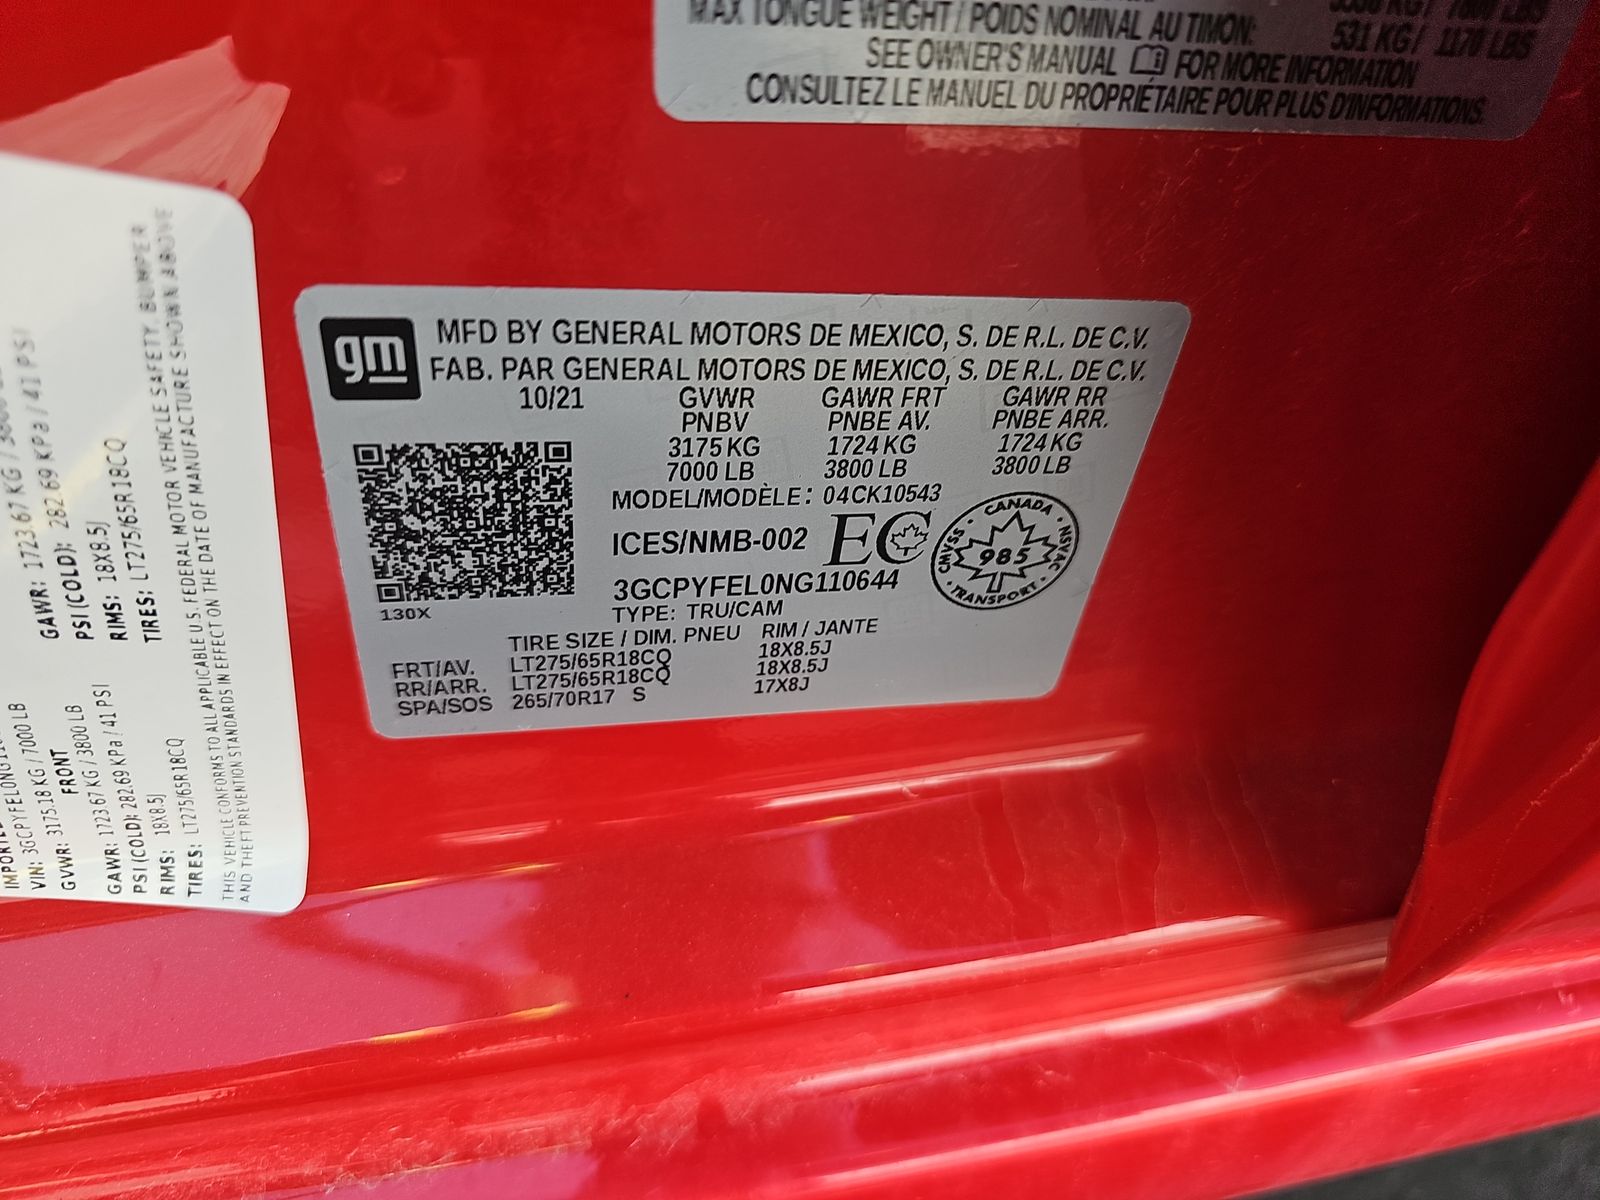 MAX TONGUE WEIGHT / POIDS NOMINAL AU TIMON: 531 KG / 1170 LBS
SEE OWNER'S MANUAL FOR MORE INFORMATION
CONSULTEZ LE MANUEL DU PROPRIÉTAIRE POUR PLUS D'INFORMATIONS.
gm
MFD BY GENERAL MOTORS DE MEXICO, S. DE R.L. DE C.V.
FAB. PAR GENERAL MOTORS DE MEXICO, S. DE R.L. DE C.V.
10/21 GVWR GAWR FRT GAWR RR
PNBV PNBE AV. PNBE ARR.
3175 KG 1724 KG 1724 KG
7000 LB 3800 LB 3800 LB
MODEL/MODÈLE: 04CK10543
ICES/NMB-002 EC
CANADA
CMVSS 985 NSVAC
TRANSPORT
3GCPYFEL0NG110644
130X
TYPE: TRU/CAM
TIRE SIZE / DIM. PNEU RIM / JANTE
FRT/AV. LT275/65R18CQ 18X8.5J
RR/ARR. LT275/65R18CQ 18X8.5J
SPA/SOS 265/70R17 S 17X8J
VIN: 3GCPYFEL0NG11
GVWR: 3175.18 KG / 7000 LB
FRONT
GAWR: 1723.67 KG / 3800 LB GAWR: 1723.67 KG / 3800
PSI (COLD): 282.69 KPa / 41 PSI PSI (COLD): 282.69 KPa / 41 PSI
RIMS: 18X8.5J RIMS: 18X8.5J
TIRES: LT275/65R18CQ TIRES: LT275/65R18CQ
THIS VEHICLE CONFORMS TO ALL APPLICABLE U.S. FEDERAL MOTOR VEHICLE SAFETY, BUMPER
AND THEFT PREVENTION STANDARDS IN EFFECT ON THE DATE OF MANUFACTURE SHOWN ABOVE